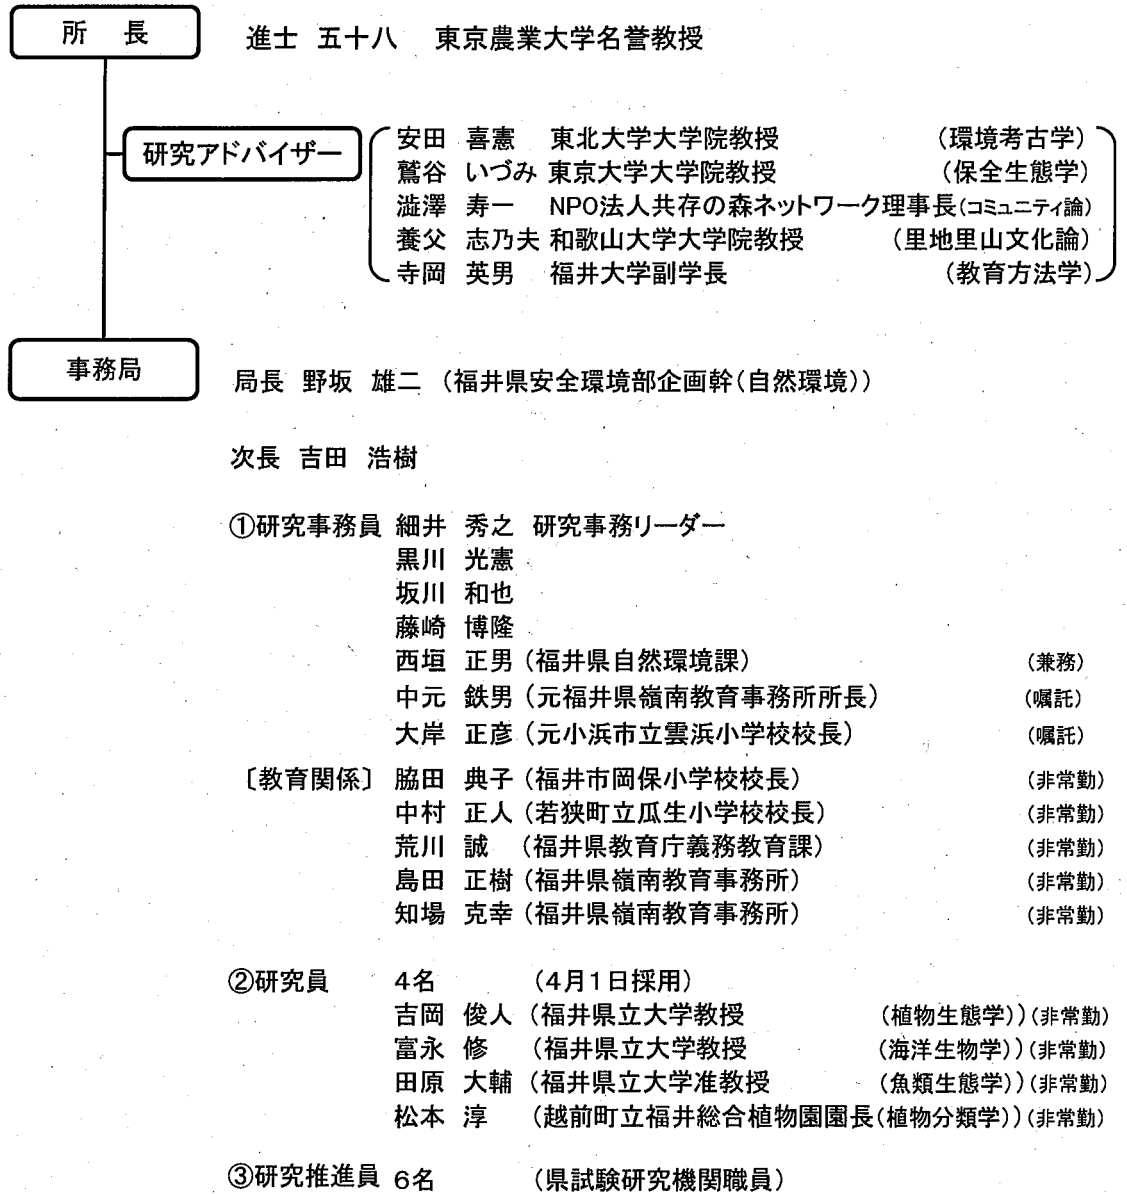 所　長　進士 五十八　東京農業大学名誉教授
研究アドバイザー
安田 喜憲　東北大学大学院教授　(環境考古学)
鷲谷 いづみ 東京大学大学院教授　(保全生態学)
澁澤 寿一　NPO法人共存の森ネットワーク理事長(コミュニティ論)
養父 志乃夫 和歌山大学大学院教授　(里地里山文化論)
寺岡 英男　福井大学副学長　(教育方法学)
事務局　局長 野坂 雄二 (福井県安全環境部企画幹(自然環境))
次長 吉田 浩樹
①研究事務員 細井 秀之 研究事務リーダー
黒川 光憲
坂川 和也
藤崎 博隆
西垣 正男 (福井県自然環境課)　(兼務)
中元 鉄男 (元福井県嶺南教育事務所所長)　(嘱託)
大岸 正彦 (元小浜市立雲浜小学校校長)　(嘱託)
〔教育関係〕 脇田 典子 (福井市岡保小学校校長)　(非常勤)
中村 正人 (若狭町立瓜生小学校校長)　(非常勤)
荒川 誠 (福井県教育庁義務教育課)　(非常勤)
島田 正樹 (福井県嶺南教育事務所)　(非常勤)
知場 克幸 (福井県嶺南教育事務所)　(非常勤)
②研究員　4名　(4月1日採用)
吉岡 俊人 (福井県立大学教授　(植物生態学))(非常勤)
富永 修 (福井県立大学教授　(海洋生物学))(非常勤)
田原 大輔 (福井県立大学准教授　(魚類生態学))(非常勤)
松本 淳 (越前町立福井総合植物園園長(植物分類学))(非常勤)
③研究推進員 6名　(県試験研究機関職員)